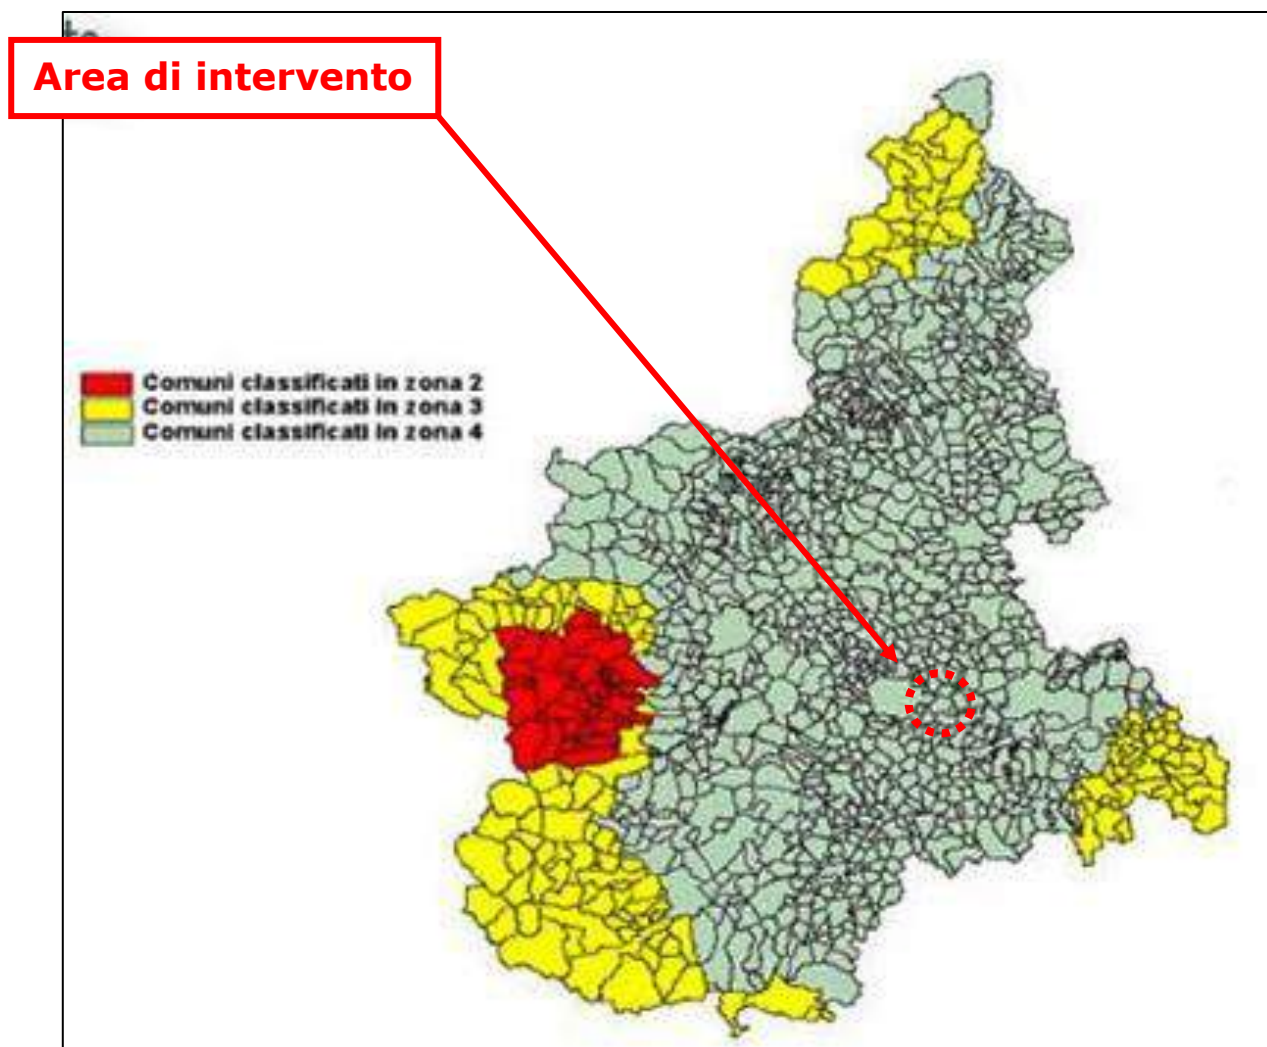 Area di intervento
Comuni classificati in zona 2
Comuni classificati in zona 3
Comuni classificati in zona 4